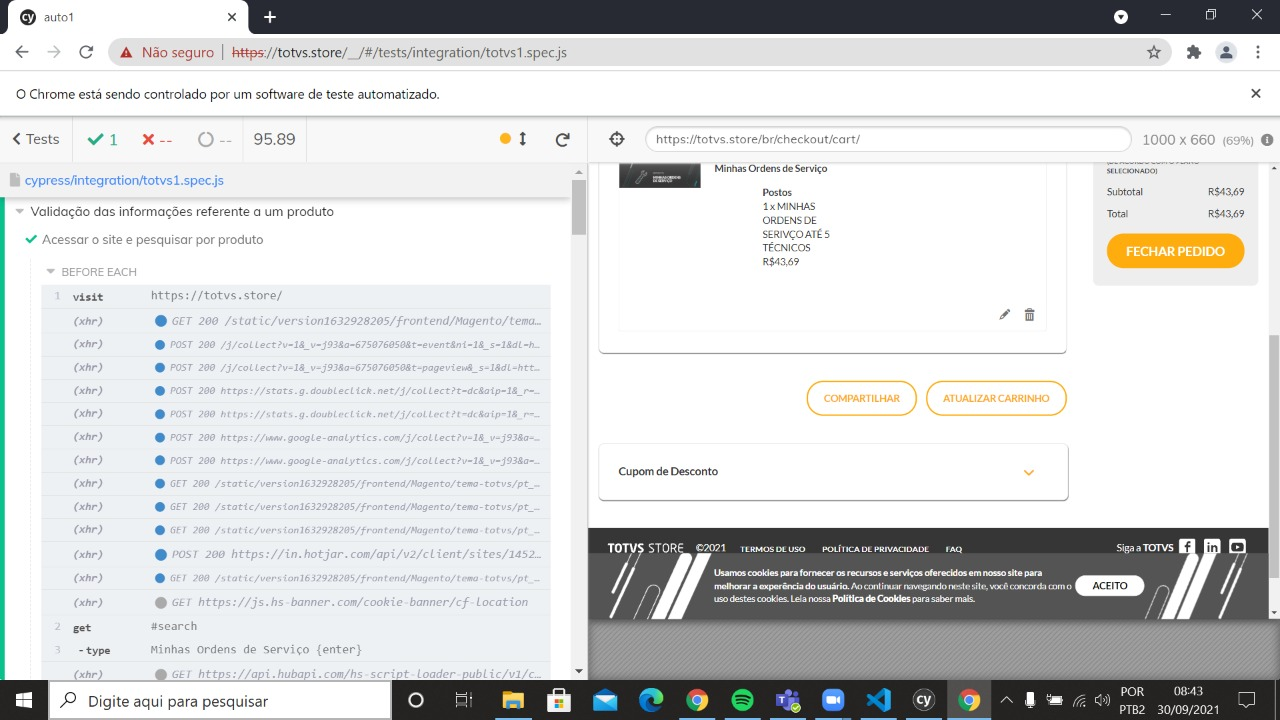 cy auto1
Não seguro | https://totvs.store/__/#/tests/integration/totvs1.spec.js
O Chrome está sendo controlado por um software de teste automatizado.
Tests 1 -- -- 95.89
https://totvs.store/br/checkout/cart/ 1000 x 660 (69%)
cypress/integration/totvs1.spec.js
Validação das informações referente a um produto
Acessar o site e pesquisar por produto
BEFORE EACH
1 visit https://totvs.store/
(xhr) GET 200 /static/version1632928205/frontend/Magento/tema…
(xhr) POST 200 /j/collect?v=1&_v=j93&a=675076050&t=event&ni=1&_s=1&dl=h…
(xhr) POST 200 /j/collect?v=1&_v=j93&a=675076050&t=pageview&_s=1&dl=htt…
(xhr) POST 200 https://stats.g.doubleclick.net/j/collect?t=dc&aip=1&_r=…
(xhr) POST 200 https://stats.g.doubleclick.net/j/collect?t=dc&aip=1&_r=…
(xhr) POST 200 https://www.google-analytics.com/j/collect?v=1&_v=j93&a=…
(xhr) POST 200 https://www.google-analytics.com/j/collect?v=1&_v=j93&a=…
(xhr) GET 200 /static/version1632928205/frontend/Magento/tema-totvs/pt_…
(xhr) GET 200 /static/version1632928205/frontend/Magento/tema-totvs/pt_…
(xhr) GET 200 /static/version1632928205/frontend/Magento/tema-totvs/pt_…
(xhr) POST 200 https://in.hotjar.com/api/v2/client/sites/1452…
(xhr) GET 200 /static/version1632928205/frontend/Magento/tema-totvs/pt_…
(xhr) GET https://js.hs-banner.com/cookie-banner/cf-location
2 get #search
3 -type Minhas Ordens de Serviço {enter}
(xhr) GET https://api.hubapi.com/hs-script-loader-public/v1/c…
MINHAS ORDENS
DE SERVIÇO
Minhas Ordens de Serviço
Postos
1 x MINHAS
ORDENS DE
SERIVÇO ATÉ 5
TÉCNICOS
R$43,69
SELECIONADO)
Subtotal R$43,69
Total R$43,69
FECHAR PEDIDO
COMPARTILHAR ATUALIZAR CARRINHO
Cupom de Desconto
TOTVS STORE ©2021 TERMOS DE USO POLÍTICA DE PRIVACIDADE FAQ Siga a TOTVS
Usamos cookies para fornecer os recursos e serviços oferecidos em nosso site para
melhorar a experência do usuário. Ao continuar navegando neste site, você concorda com o
uso destes cookies. Leia nossa Política de Cookies para saber mais.
ACEITO
Digite aqui para pesquisar
cy
POR
PTB2
08:43
30/09/2021